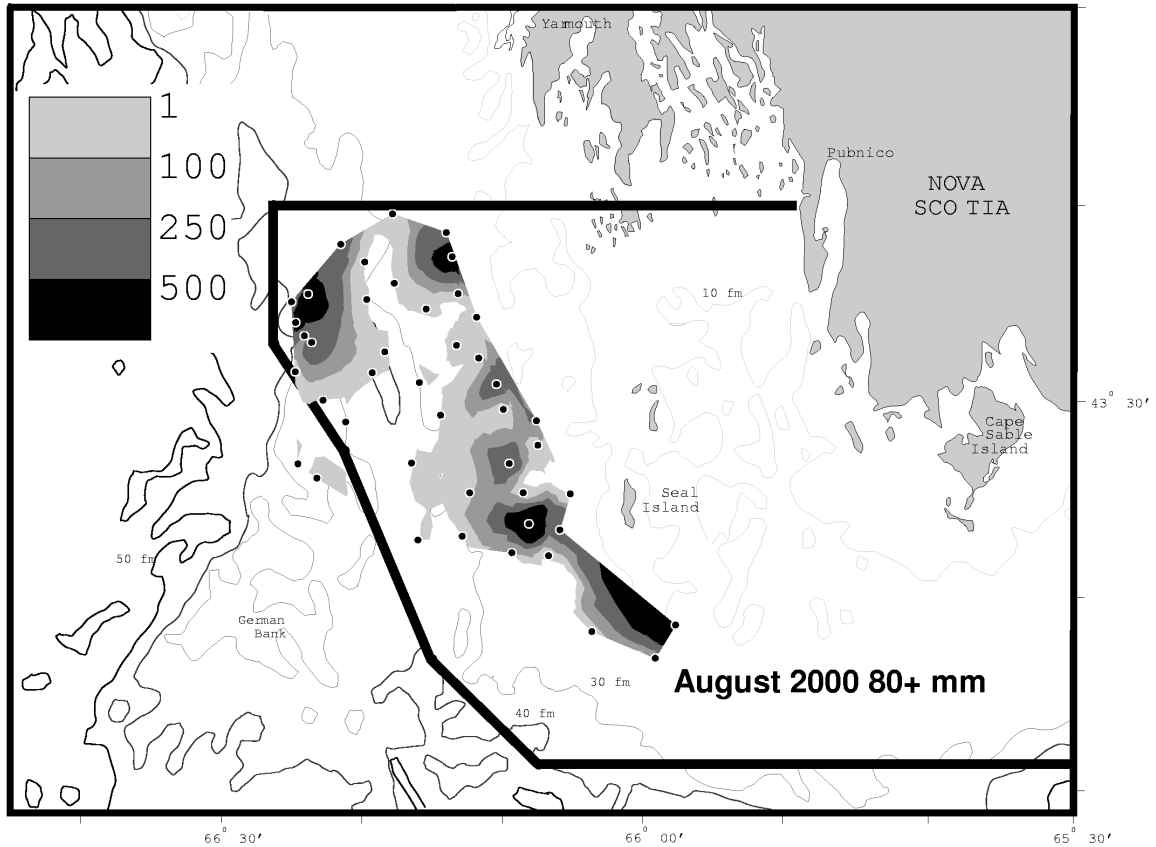 Yarmouth
1
100
250
500
Pubnico
NOVA
SCO TIA
10 fm
43° 30′
Cape
Sable
Island
Seal
Island
50 fm
German
Bank
30 fm
August 2000 80+ mm
40 fm
66° 30′
66° 00′
65° 30′